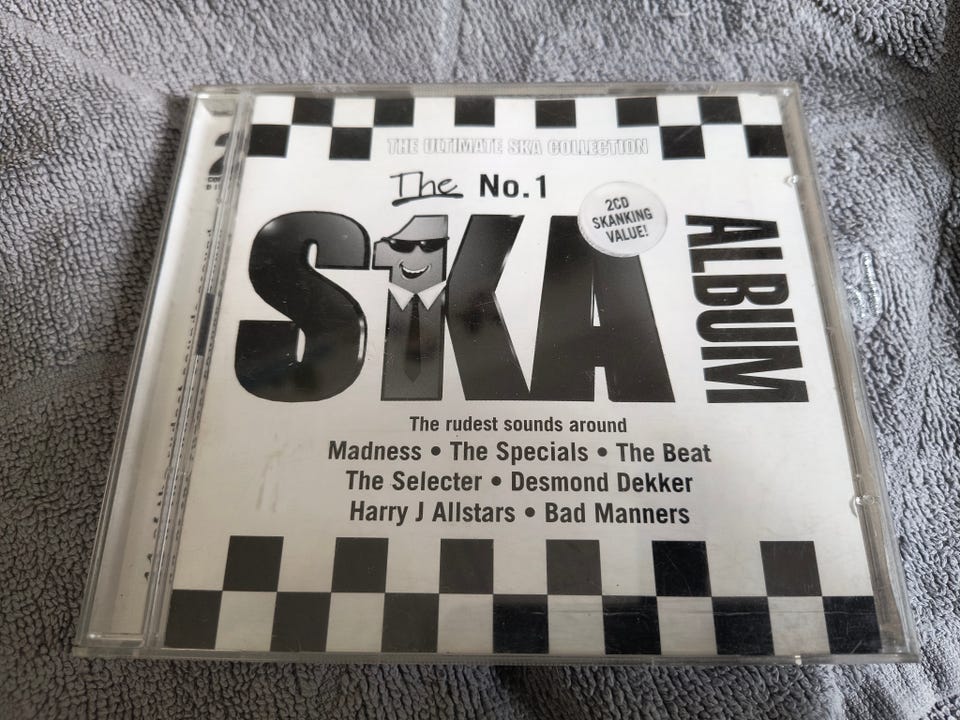 THE ULTIMATE SKA COLLECTION
The No.1
SKA
ALBUM
2CD
SKANKING
VALUE!
The rudest sounds around
Madness • The Specials • The Beat
The Selecter • Desmond Dekker
Harry J Allstars • Bad Manners